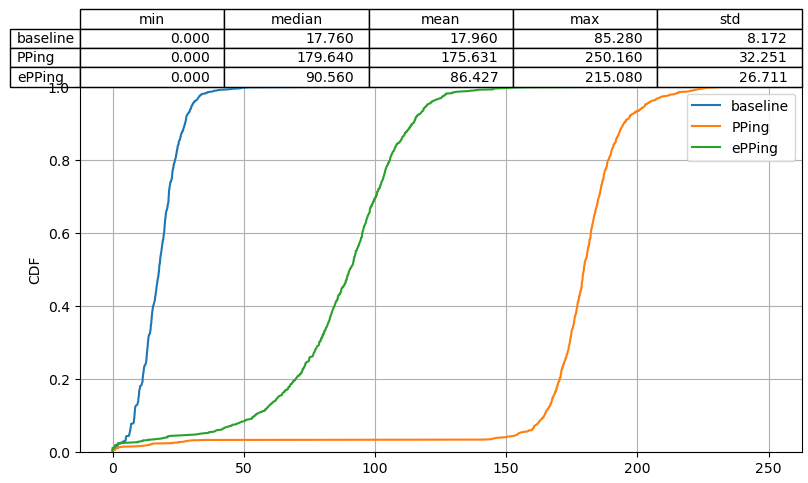 min median mean max std
baseline 0.000 17.760 17.960 85.280 8.172
PPing 0.000 179.640 175.631 250.160 32.251
ePPing 0.000 90.560 86.427 215.080 26.711
1.0
0.8
0.6
0.4
0.2
0.0
CDF
baseline
PPing
ePPing
0 50 100 150 200 250